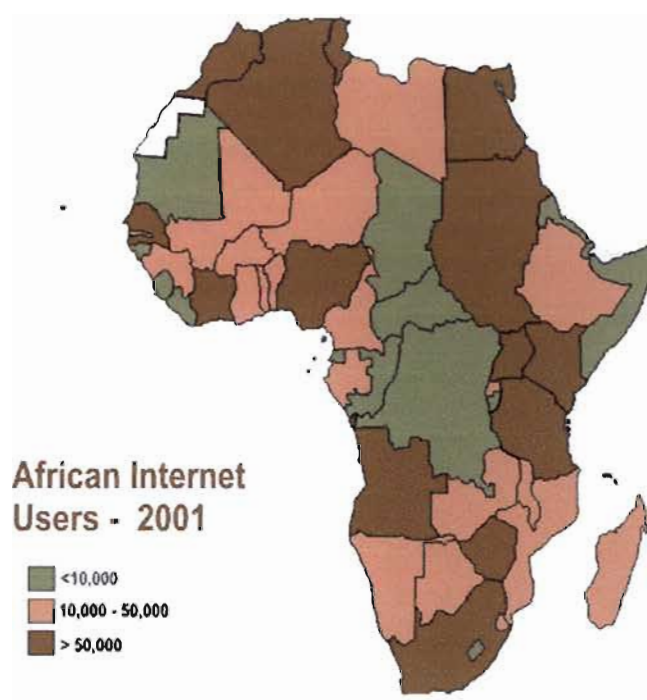 African Internet
Users - 2001
<10,000
10,000 - 50,000
> 50,000